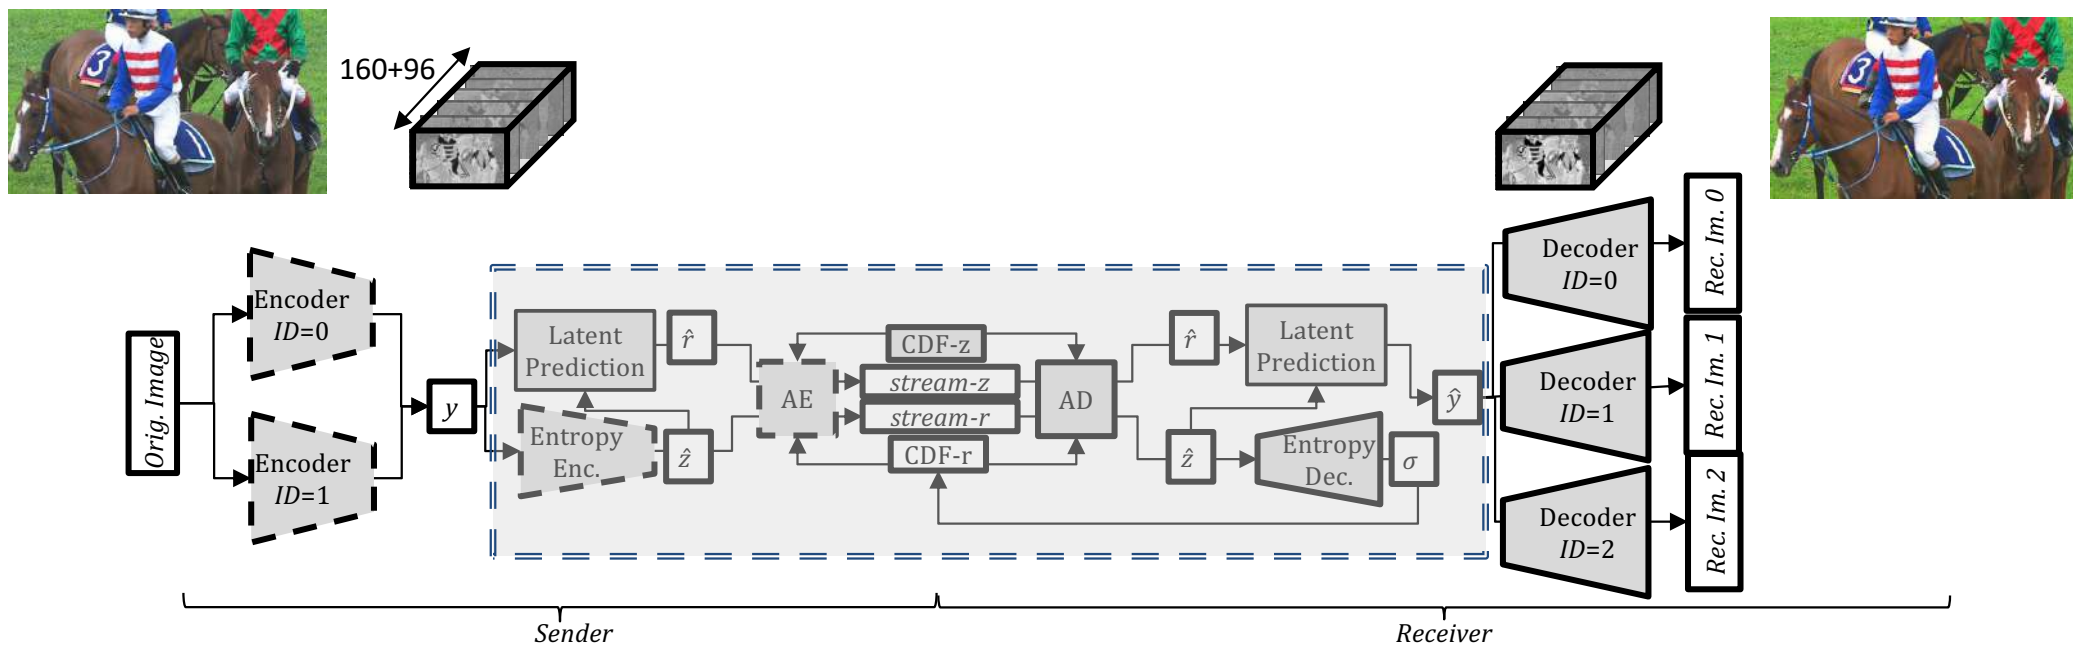 3
1
160+96
3
1
Orig. Image
Encoder
ID=0
Encoder
ID=1
y
Latent
Prediction
r̂
Entropy
Enc.
ẑ
AE
CDF-z
stream-z
stream-r
CDF-r
AD
r̂
Latent
Prediction
ẑ
Entropy
Dec.
σ
ŷ
Decoder
ID=0
Decoder
ID=1
Decoder
ID=2
Rec. Im. 0
Rec. Im. 1
Rec. Im. 2
Sender
Receiver